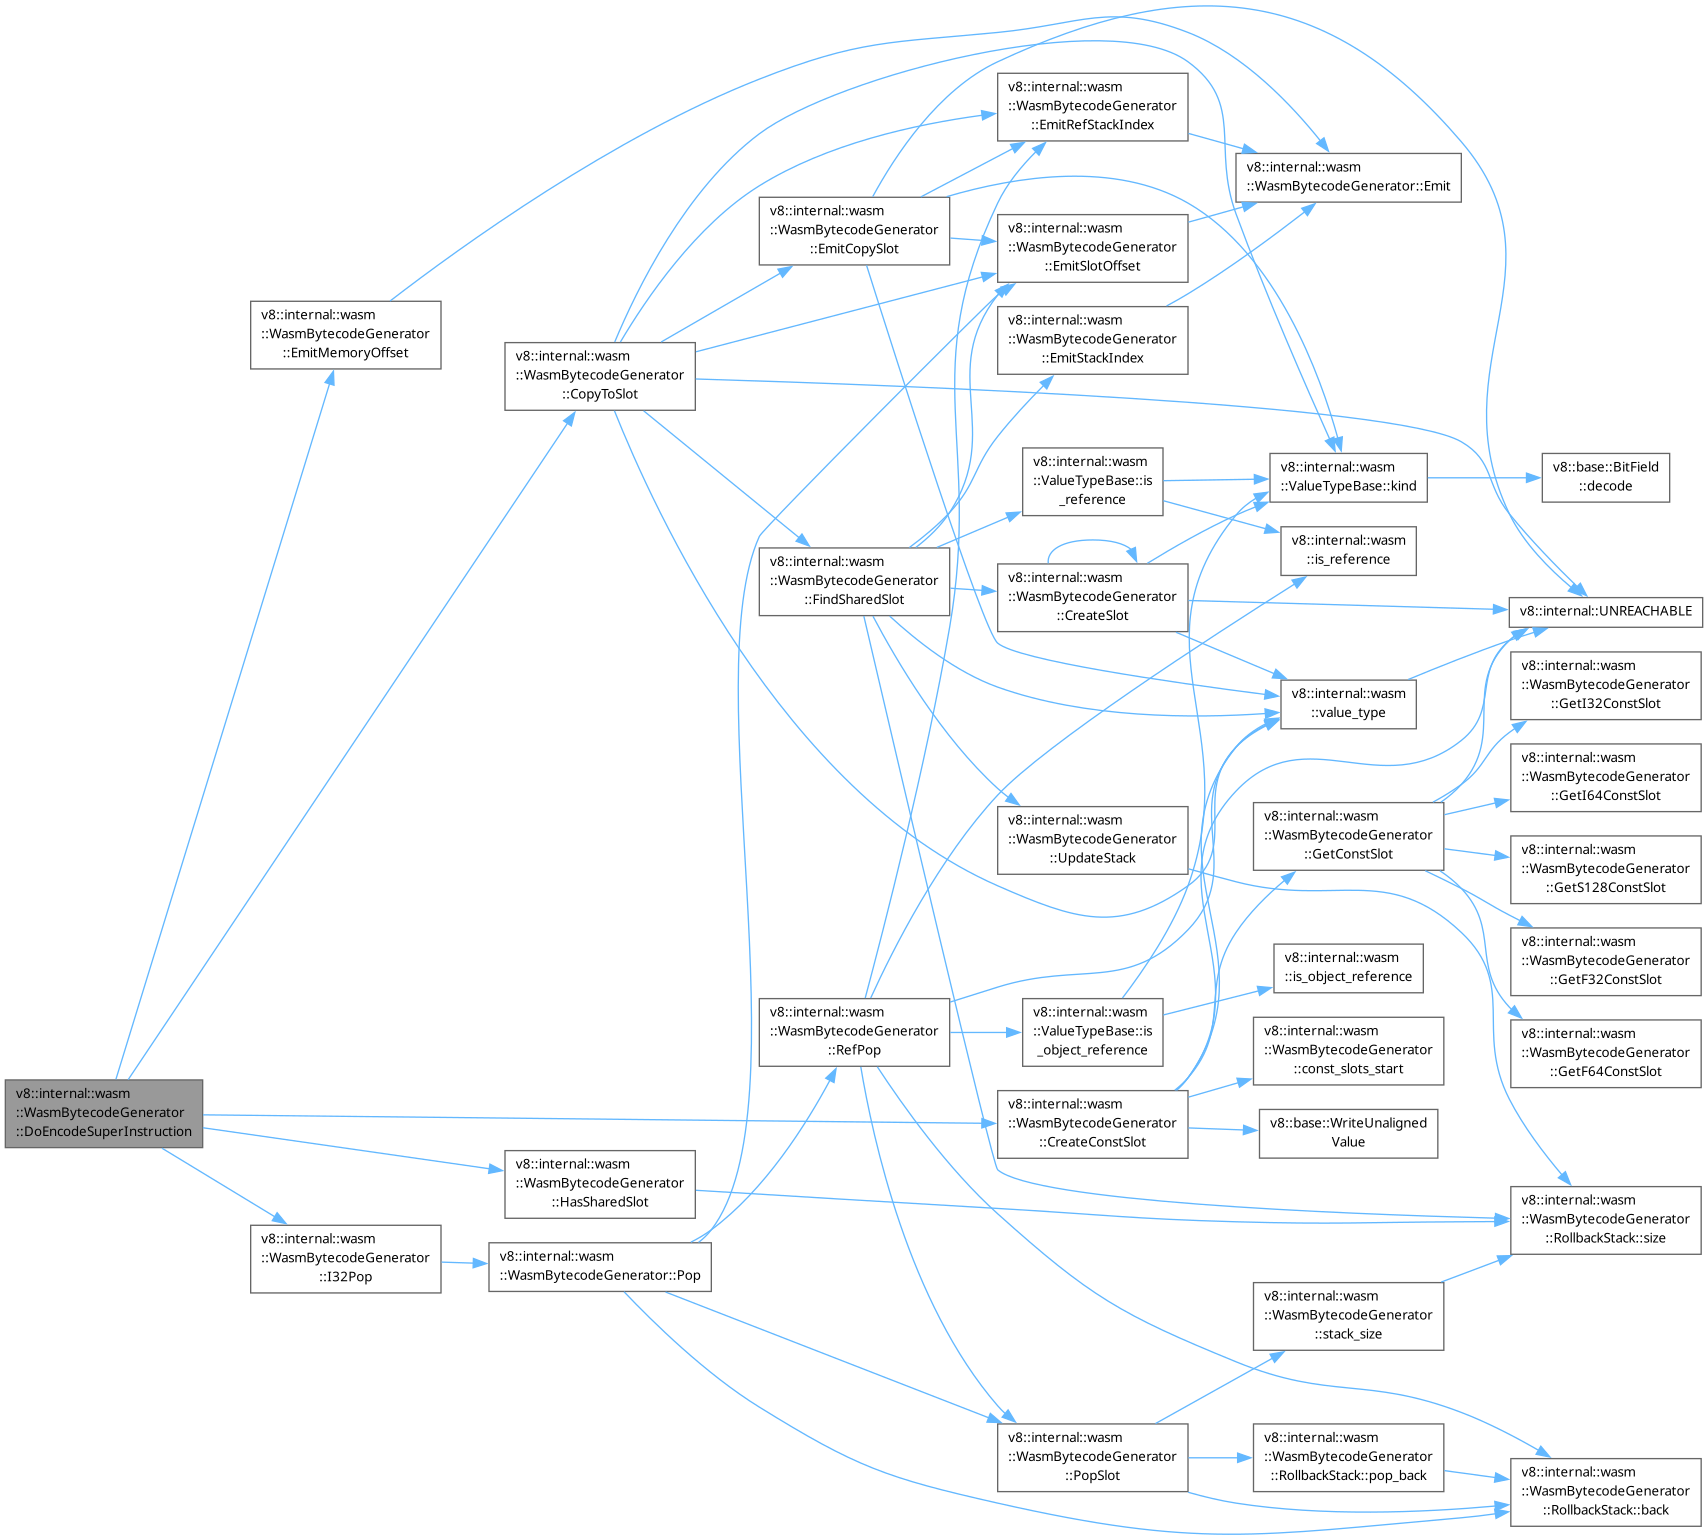 v8::internal::wasm
::WasmBytecodeGenerator
::DoEncodeSuperInstruction
v8::internal::wasm
::WasmBytecodeGenerator
::EmitMemoryOffset
v8::internal::wasm
::WasmBytecodeGenerator
::I32Pop
v8::internal::wasm
::WasmBytecodeGenerator
::CopyToSlot
v8::internal::wasm
::WasmBytecodeGenerator
::HasSharedSlot
v8::internal::wasm
::WasmBytecodeGenerator::Pop
v8::internal::wasm
::WasmBytecodeGenerator
::EmitCopySlot
v8::internal::wasm
::WasmBytecodeGenerator
::FindSharedSlot
v8::internal::wasm
::WasmBytecodeGenerator
::RefPop
v8::internal::wasm
::WasmBytecodeGenerator
::EmitRefStackIndex
v8::internal::wasm
::WasmBytecodeGenerator
::EmitSlotOffset
v8::internal::wasm
::WasmBytecodeGenerator
::EmitStackIndex
v8::internal::wasm
::ValueTypeBase::is
_reference
v8::internal::wasm
::WasmBytecodeGenerator
::CreateSlot
v8::internal::wasm
::WasmBytecodeGenerator
::UpdateStack
v8::internal::wasm
::ValueTypeBase::is
_object_reference
v8::internal::wasm
::WasmBytecodeGenerator
::CreateConstSlot
v8::internal::wasm
::WasmBytecodeGenerator
::PopSlot
v8::internal::wasm
::WasmBytecodeGenerator::Emit
v8::internal::wasm
::ValueTypeBase::kind
v8::internal::wasm
::is_reference
v8::internal::wasm
::value_type
v8::internal::wasm
::WasmBytecodeGenerator
::GetConstSlot
v8::internal::wasm
::is_object_reference
v8::internal::wasm
::WasmBytecodeGenerator
::const_slots_start
v8::base::WriteUnaligned
Value
v8::internal::wasm
::WasmBytecodeGenerator
::stack_size
v8::internal::wasm
::WasmBytecodeGenerator
::RollbackStack::pop_back
v8::base::BitField
::decode
v8::internal::UNREACHABLE
v8::internal::wasm
::WasmBytecodeGenerator
::GetI32ConstSlot
v8::internal::wasm
::WasmBytecodeGenerator
::GetI64ConstSlot
v8::internal::wasm
::WasmBytecodeGenerator
::GetS128ConstSlot
v8::internal::wasm
::WasmBytecodeGenerator
::GetF32ConstSlot
v8::internal::wasm
::WasmBytecodeGenerator
::GetF64ConstSlot
v8::internal::wasm
::WasmBytecodeGenerator
::RollbackStack::size
v8::internal::wasm
::WasmBytecodeGenerator
::RollbackStack::back